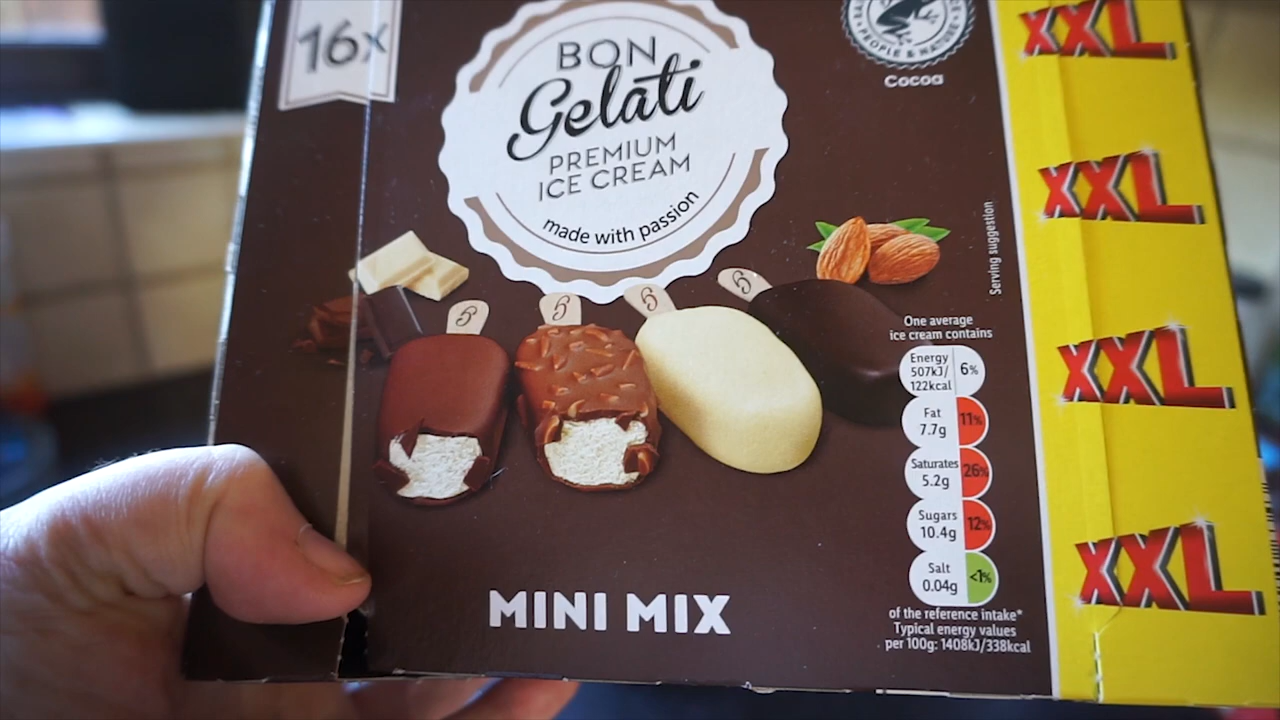 16x
BON
Gelati
PREMIUM
ICE CREAM
made with passion
PEOPLE & NATURE
Cocoa
XXL
XXL
XXL
XXL
Serving suggestion
B
B
B
B
One average
ice cream contains
Energy
507kJ/
122kcal
6%
Fat
7.7g
11%
Saturates
5.2g
26%
Sugars
10.4g
12%
Salt
0.04g
<1%
of the reference intake*
Typical energy values
per 100g: 1408kJ/338kcal
MINI MIX